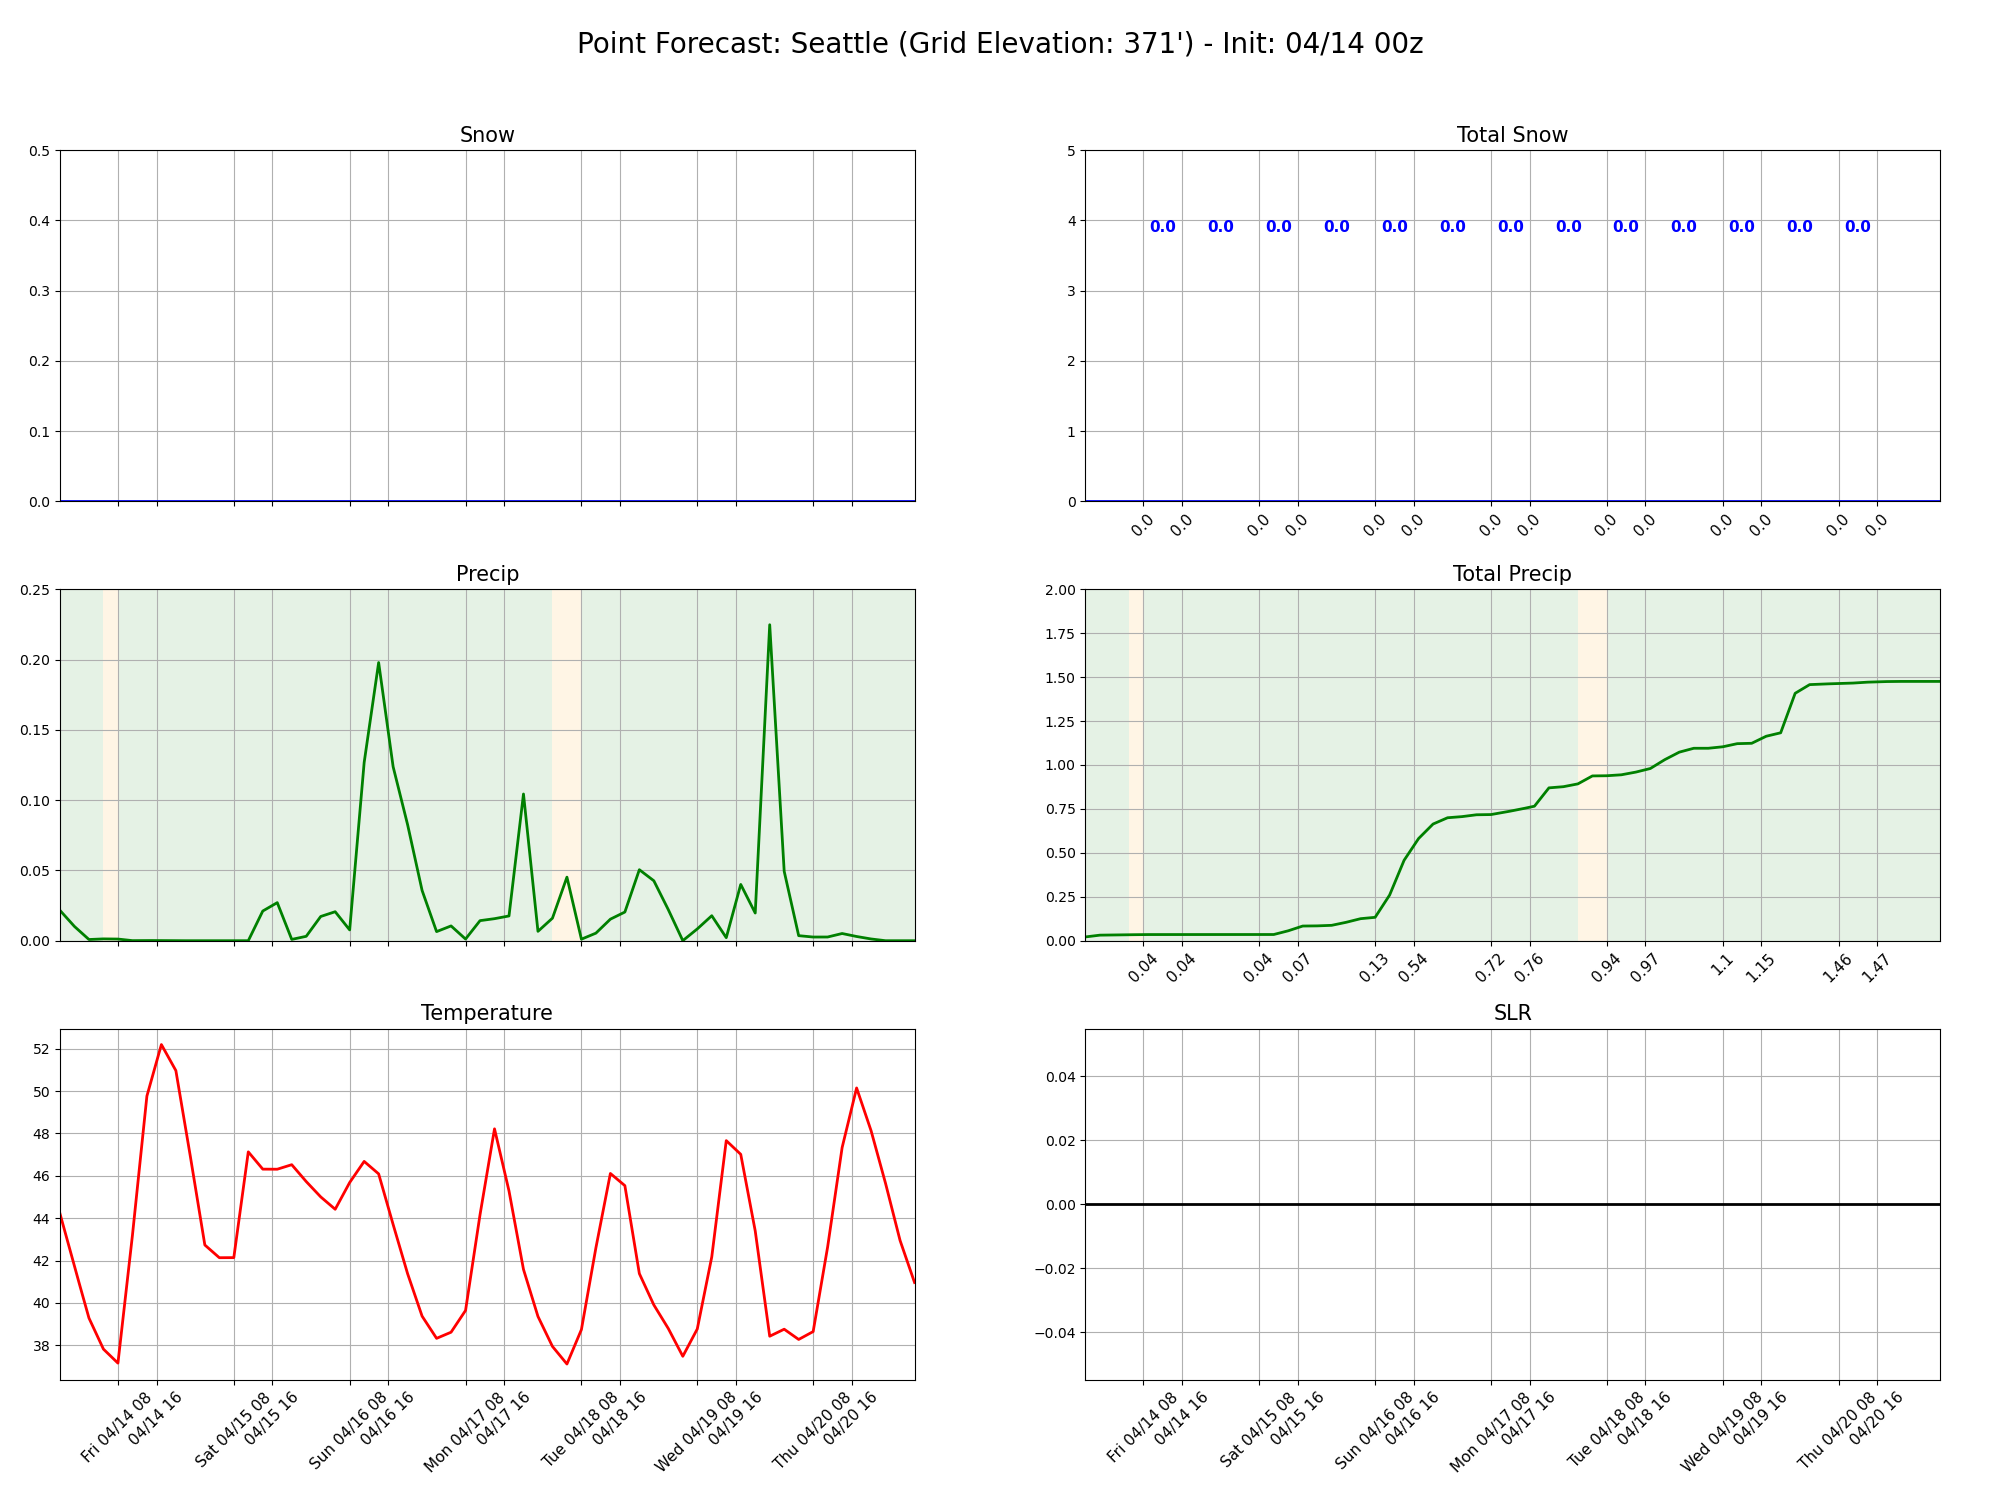 Point Forecast: Seattle (Grid Elevation: 371') - Init: 04/14 00z
Snow
0.5
0.4
0.3
0.2
0.1
0.0
Total Snow
5
4
3
2
1
0
0.0 0.0 0.0 0.0 0.0 0.0 0.0 0.0 0.0 0.0 0.0 0.0 0.0
0.0 0.0 0.0 0.0 0.0 0.0 0.0 0.0 0.0 0.0 0.0 0.0 0.0 0.0
Precip
0.25
0.20
0.15
0.10
0.05
0.00
Total Precip
2.00
1.75
1.50
1.25
1.00
0.75
0.50
0.25
0.00
0.04 0.04 0.04 0.07 0.13 0.54 0.72 0.76 0.94 0.97 1.1 1.15 1.46 1.47
Temperature
52
50
48
46
44
42
40
38
Fri 04/14 08
04/14 16
Sat 04/15 08
04/15 16
Sun 04/16 08
04/16 16
Mon 04/17 08
04/17 16
Tue 04/18 08
04/18 16
Wed 04/19 08
04/19 16
Thu 04/20 08
04/20 16
SLR
0.04
0.02
0.00
−0.02
−0.04
Fri 04/14 08
04/14 16
Sat 04/15 08
04/15 16
Sun 04/16 08
04/16 16
Mon 04/17 08
04/17 16
Tue 04/18 08
04/18 16
Wed 04/19 08
04/19 16
Thu 04/20 08
04/20 16